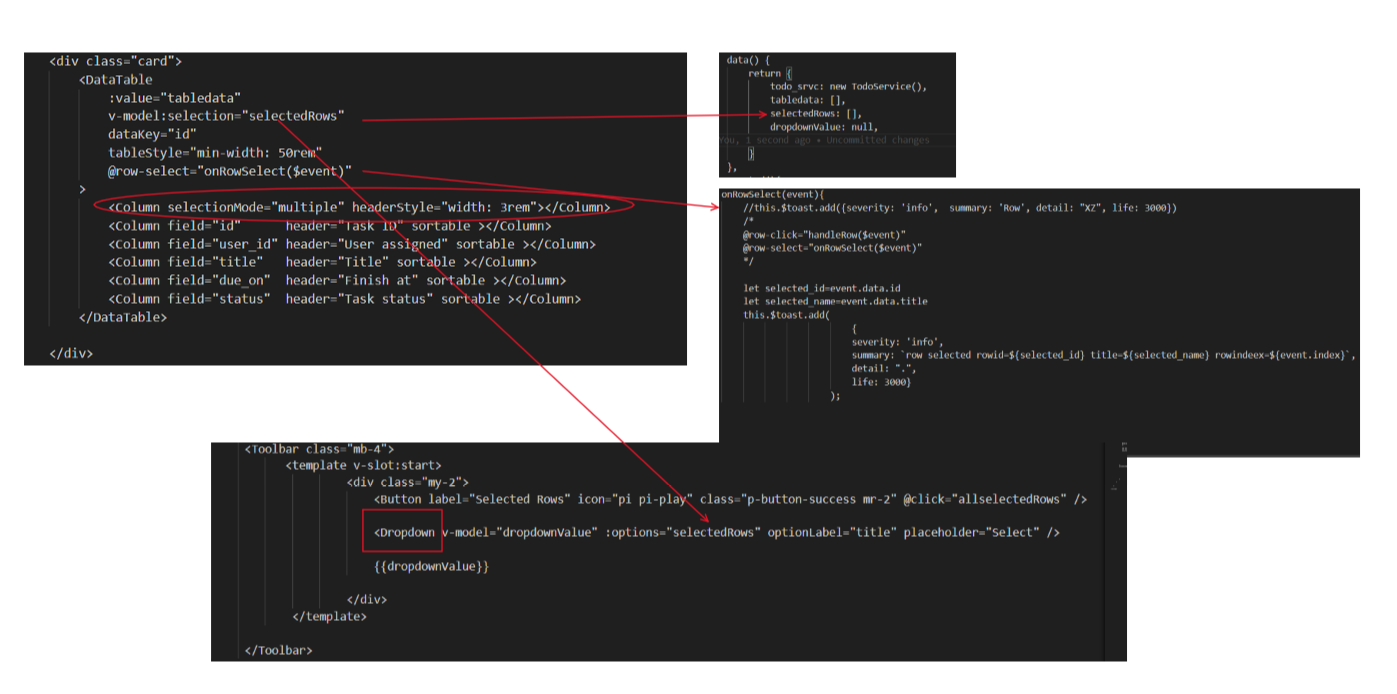 <div class="card">
<DataTable
:value="tabledata"
v-model:selection="selectedRows"
dataKey="id"
tableStyle="min-width: 50rem"
@row-select="onRowSelect($event)"
>
<Column selectionMode="multiple" headerStyle="width: 3rem"></Column>
<Column field="id" header="Task ID" sortable ></Column>
<Column field="user_id" header="User assigned" sortable ></Column>
<Column field="title" header="Title" sortable ></Column>
<Column field="due_on" header="Finish at" sortable ></Column>
<Column field="status" header="Task status" sortable ></Column>
</DataTable>
</div>
data() {
return {
todo_srvc: new TodoService(),
tabledata: [],
selectedRows: [],
dropdownValue: null,
You, 1 second ago • Uncommitted changes
}
},
onRowSelect(event){
//this.$toast.add({severity: 'info', summary: 'Row', detail: "XZ", life: 3000})
/*
@row-click="handleRow($event)"
@row-select="onRowSelect($event)"
*/
let selected_id=event.data.id
let selected_name=event.data.title
this.$toast.add(
{
severity: 'info',
summary: `row selected rowid=${selected_id} title=${selected_name} rowindeex=${event.index}`,
detail: ".",
life: 3000}
);
<Toolbar class="mb-4">
<template v-slot:start>
<div class="my-2">
<Button label="Selected Rows" icon="pi pi-play" class="p-button-success mr-2" @click="allselectedRows" />
<Dropdown v-model="dropdownValue" :options="selectedRows" optionLabel="title" placeholder="Select" />
{{dropdownValue}}
</div>
</template>
</Toolbar>